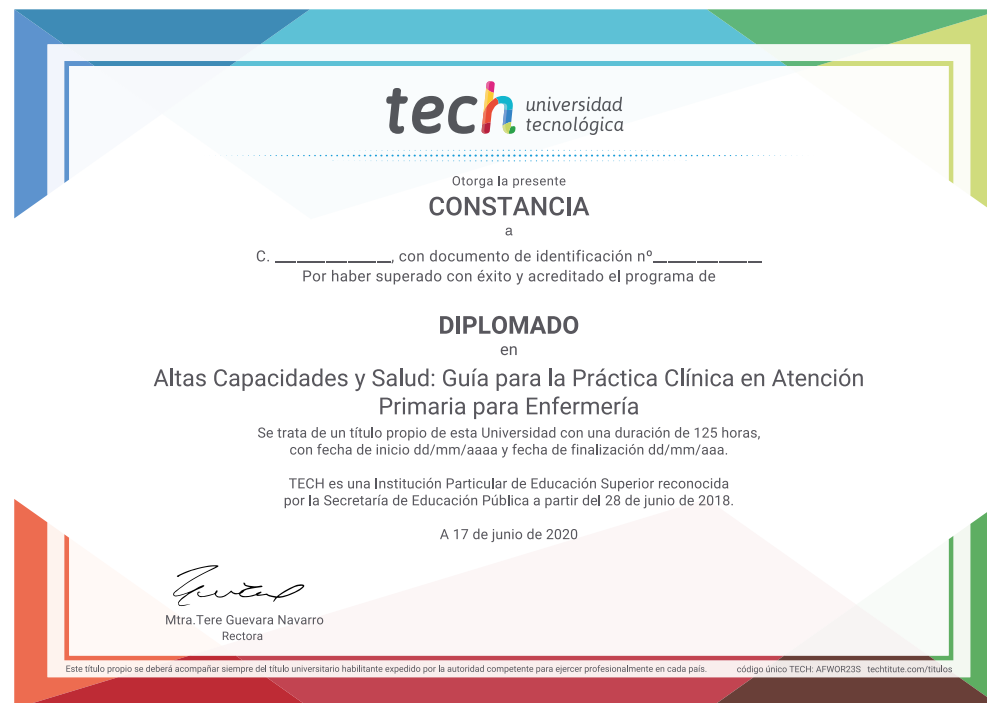 tech universidad
tecnológica
Otorga la presente
CONSTANCIA
a
C. ________________, con documento de identificación nº_______________
Por haber superado con éxito y acreditado el programa de
DIPLOMADO
en
Altas Capacidades y Salud: Guía para la Práctica Clínica en Atención
Primaria para Enfermería
Se trata de un título propio de esta Universidad con una duración de 125 horas,
con fecha de inicio dd/mm/aaaa y fecha de finalización dd/mm/aaa.
TECH es una Institución Particular de Educación Superior reconocida
por la Secretaría de Educación Pública a partir del 28 de junio de 2018.
A 17 de junio de 2020
Mtra.Tere Guevara Navarro
Rectora
Este título propio se deberá acompañar siempre del título universitario habilitante expedido por la autoridad competente para ejercer profesionalmente en cada país. código único TECH: AFWOR23S techtitute.com/titulos